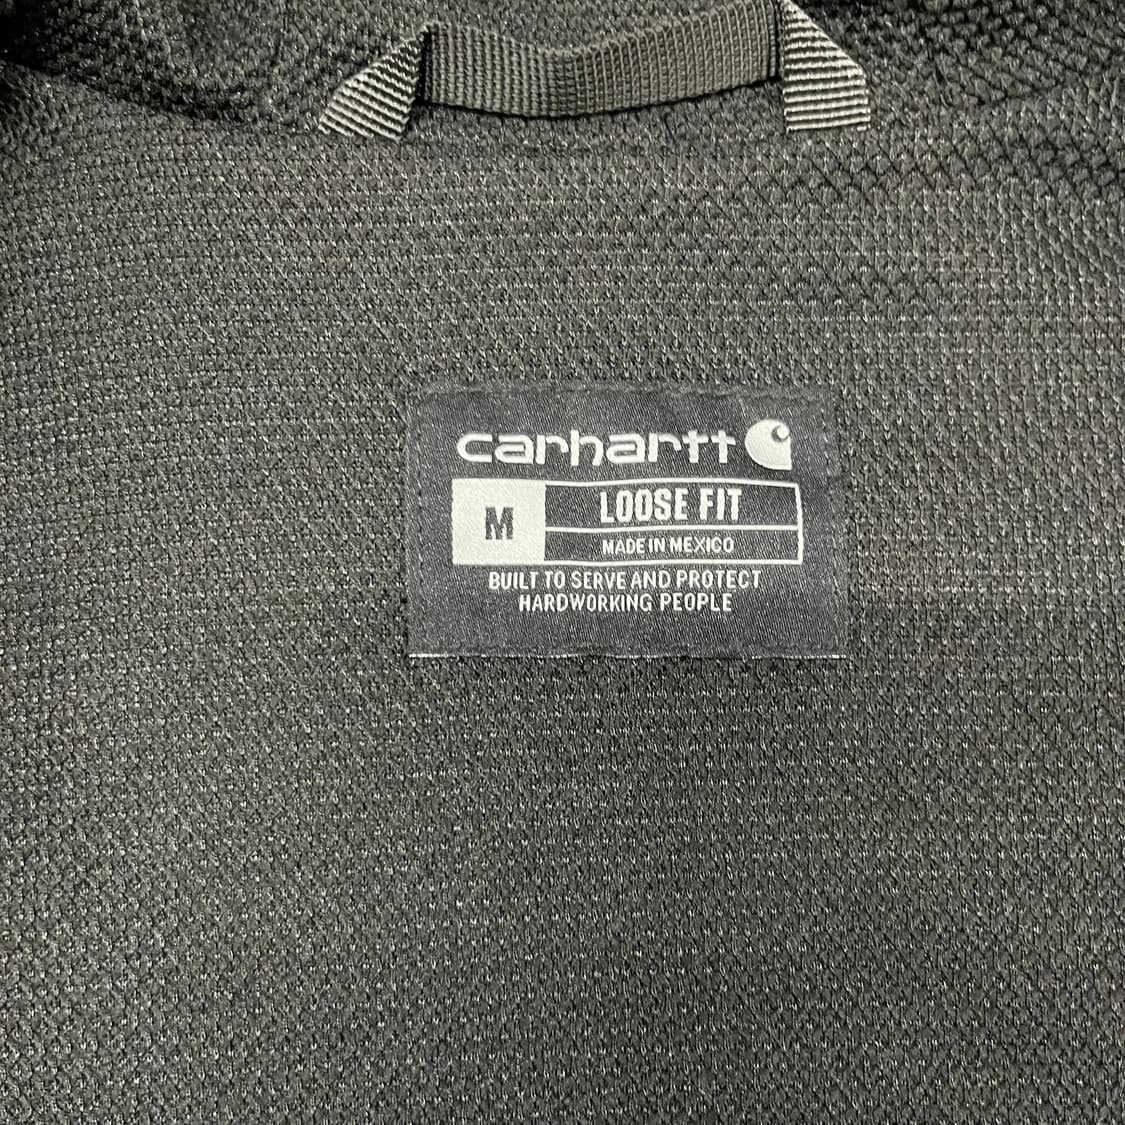 carhartt
M
LOOSE FIT
MADE IN MEXICO
BUILT TO SERVE AND PROTECT
HARDWORKING PEOPLE